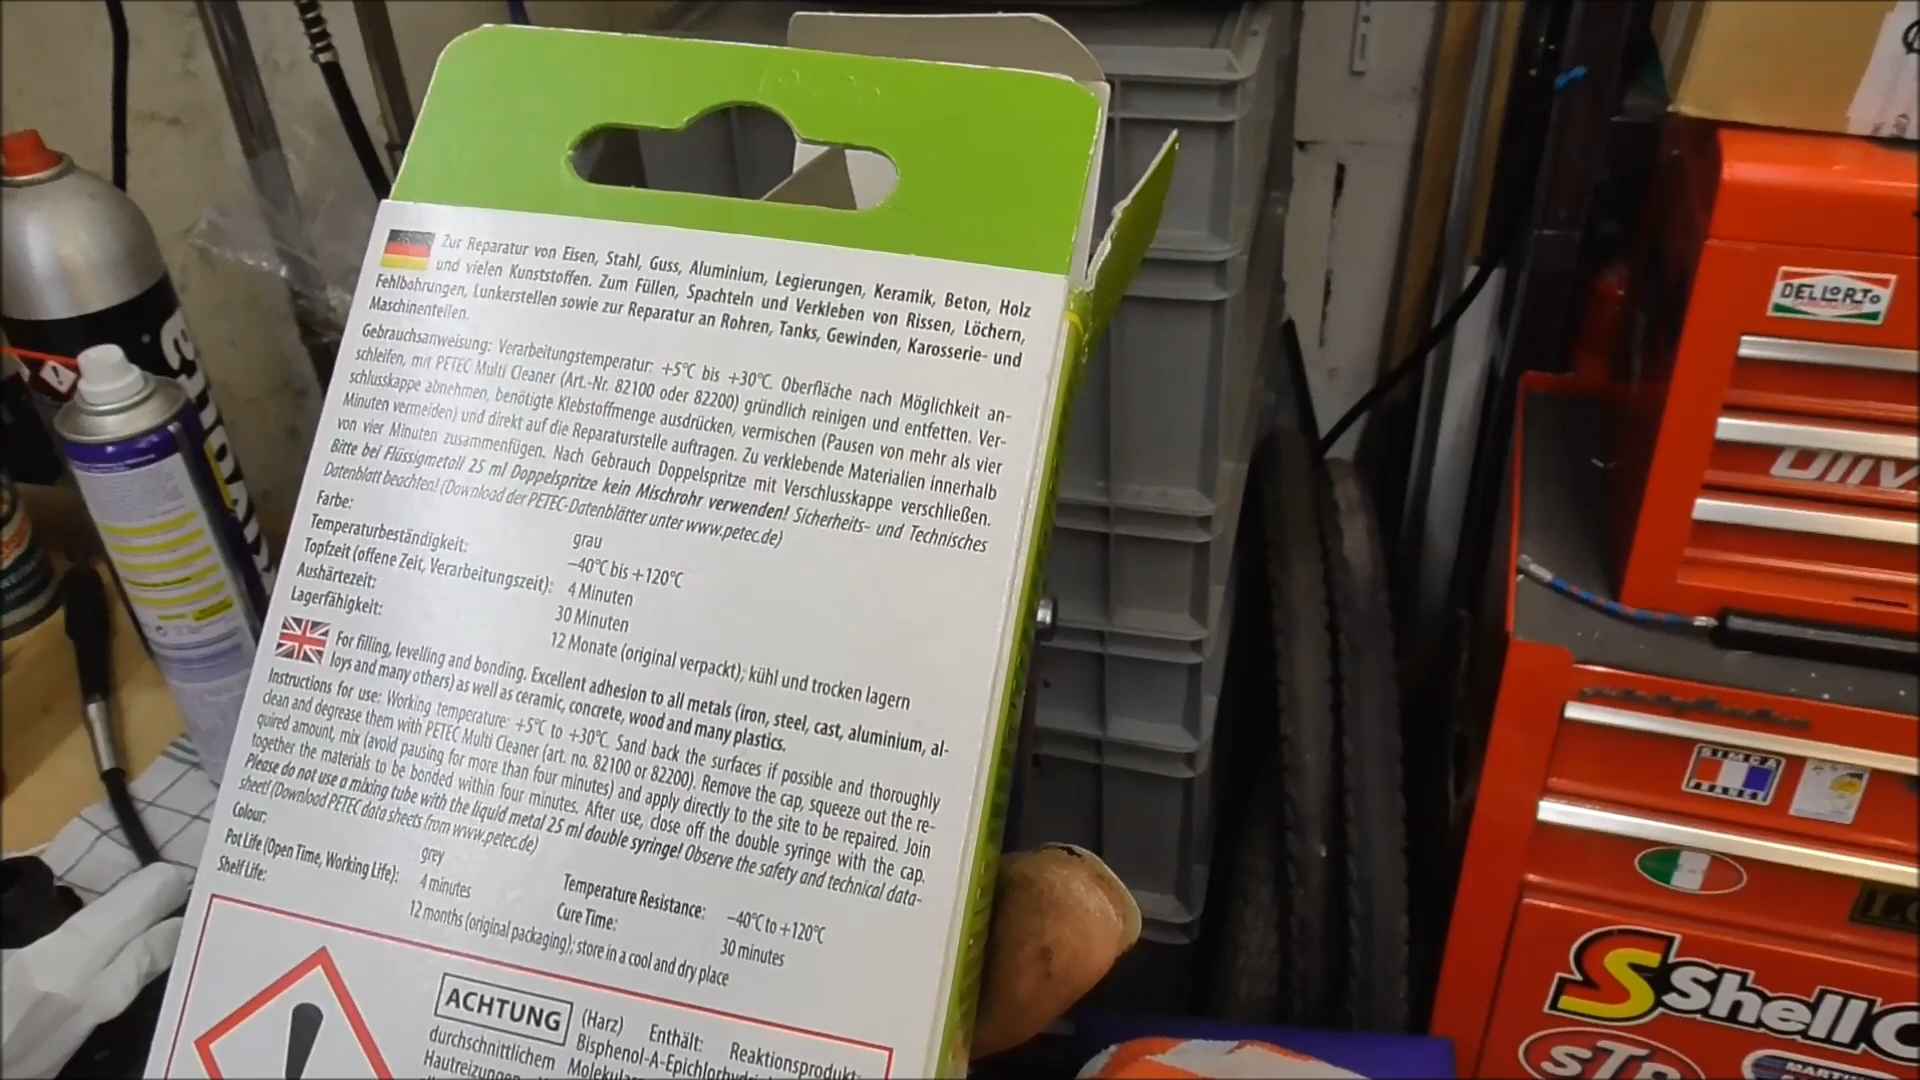 Zur Reparatur von Eisen, Stahl, Guss, Aluminium, Legierungen, Keramik, Beton, Holz
und vielen Kunststoffen. Zum Füllen, Spachteln und Verkleben von Rissen, Löchern,
Fehlbohrungen, Lunkerstellen sowie zur Reparatur an Rohren, Tanks, Gewinden, Karosserie- und
Maschinenteilen.
Gebrauchsanweisung: Verarbeitungstemperatur: +5°C bis +30°C. Oberfläche nach Möglichkeit an-
schleifen, mit PETEC Multi Cleaner (Art.-Nr. 82100 oder 82200) gründlich reinigen und entfetten. Ver-
schlusskappe abnehmen, benötigte Klebstoffmenge ausdrücken, vermischen (Pausen von mehr als vier
Minuten vermeiden) und direkt auf die Reparaturstelle auftragen. Zu verklebende Materialien innerhalb
von vier Minuten zusammenfügen. Nach Gebrauch Doppelspritze mit Verschlusskappe verschließen.
Bitte bei Flüssigmetall 25 ml Doppelspritze kein Mischrohr verwenden! Sicherheits- und Technisches
Datenblatt beachten! (Download der PETEC-Datenblätter unter www.petec.de)
Farbe: grau
Temperaturbeständigkeit: –40°C bis +120°C
Topfzeit (offene Zeit, Verarbeitungszeit): 4 Minuten
Aushärtezeit: 30 Minuten
Lagerfähigkeit: 12 Monate (original verpackt); kühl und trocken lagern
For filling, levelling and bonding. Excellent adhesion to all metals (iron, steel, cast, aluminium, al-
loys and many others) as well as ceramic, concrete, wood and many plastics.
Instructions for use: Working temperature: +5°C to +30°C. Sand back the surfaces if possible and thoroughly
clean and degrease them with PETEC Multi Cleaner (art. no. 82100 or 82200). Remove the cap, squeeze out the re-
quired amount, mix (avoid pausing for more than four minutes) and apply directly to the site to be repaired. Join
together the materials to be bonded within four minutes. After use, close off the double syringe with the cap.
Please do not use a mixing tube with the liquid metal 25 ml double syringe! Observe the safety and technical data-
sheet! (Download PETEC data sheets from www.petec.de)
Colour: grey
Temperature Resistance: –40°C to +120°C
Pot Life (Open Time, Working Life): 4 minutes
Cure Time: 30 minutes
Shelf Life: 12 months (original packaging); store in a cool and dry place
ACHTUNG
(Harz) Enthält: Reaktionsprodukt:
Bisphenol-A-Epichlorhydri
durchschnittlichem Molekular
Hautreizungen
DELLORTO
SIMCA
Shell
STP
MARTIN